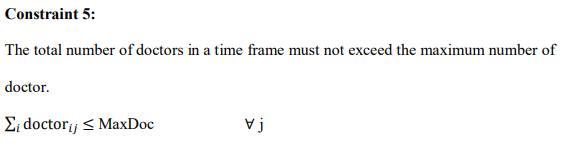 Constraint 5:
The total number of doctors in a time frame must not exceed the maximum number of
doctor.
∑ᵢ doctorᵢⱼ ≤ MaxDoc ∀ j